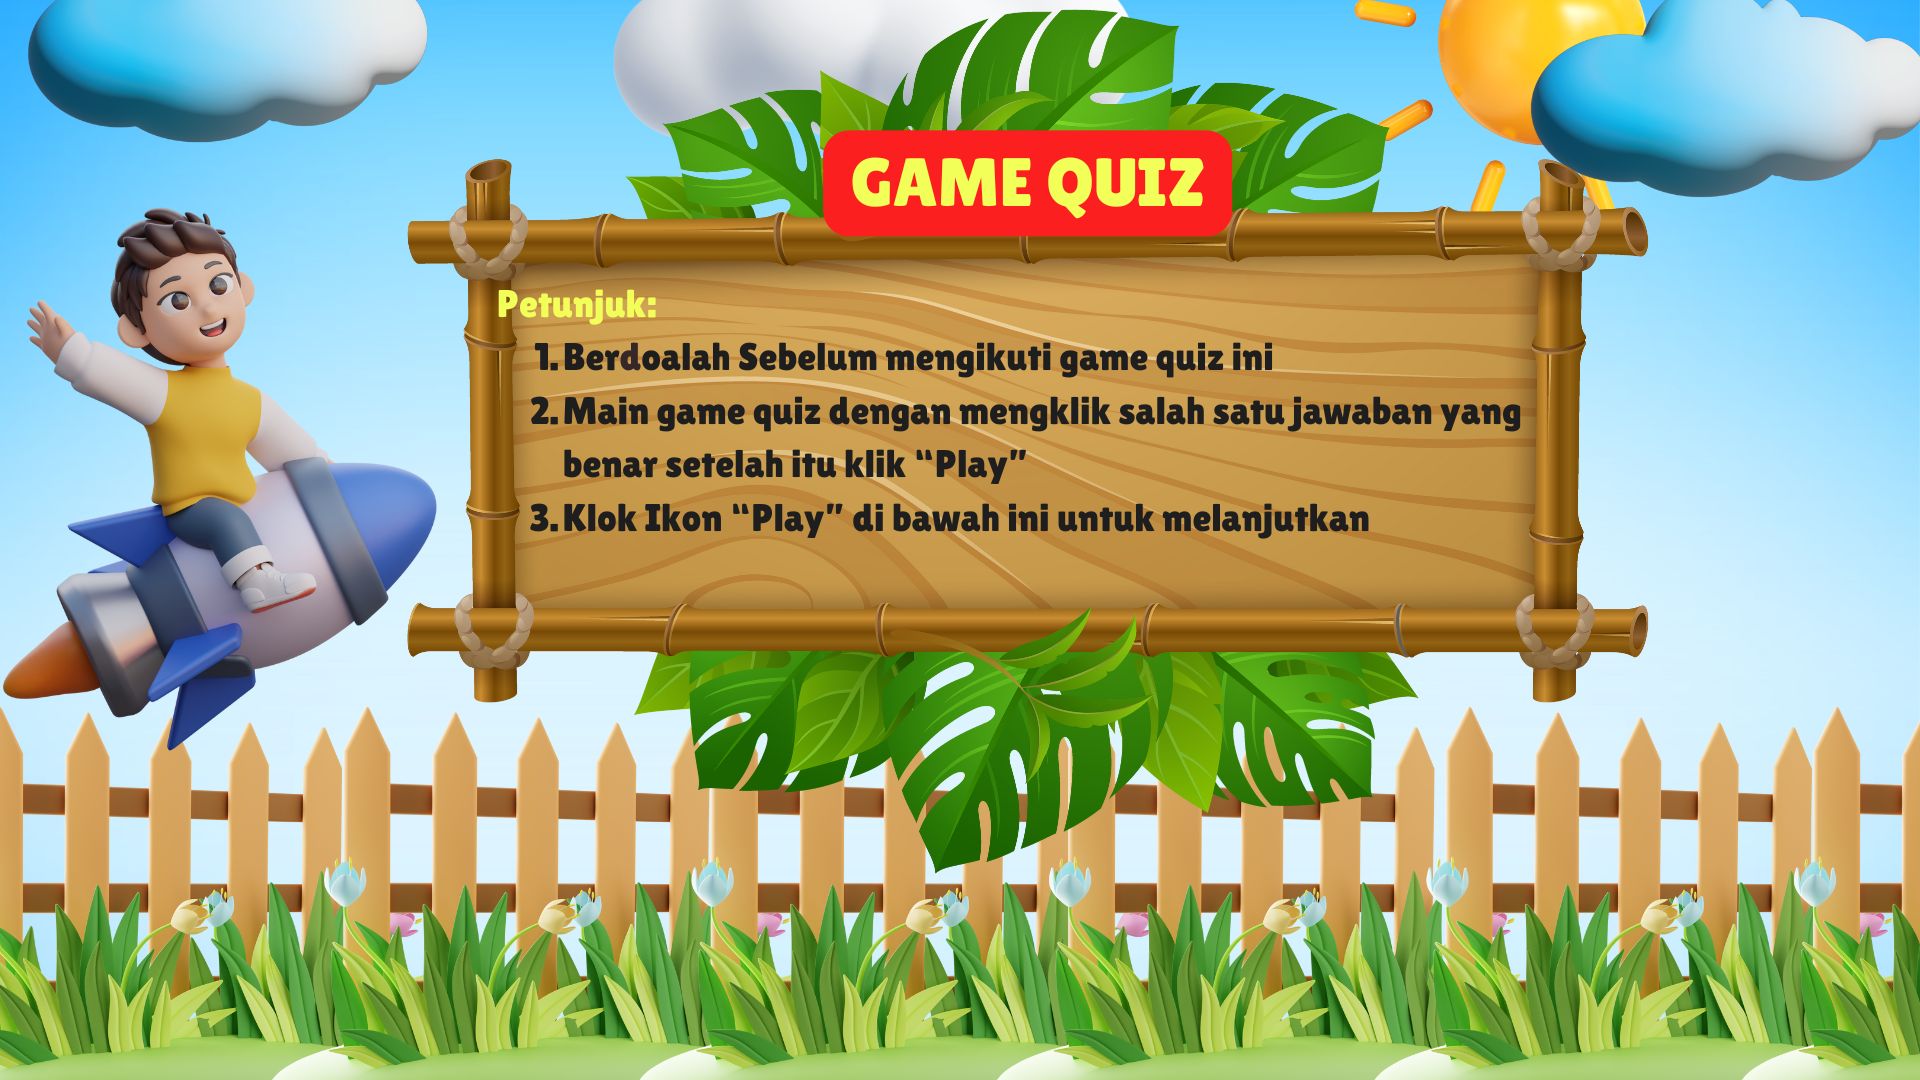 GAME QUIZ
Petunjuk:
1. Berdoalah Sebelum mengikuti game quiz ini
2. Main game quiz dengan mengklik salah satu jawaban yang
benar setelah itu klik “Play”
3. Klok Ikon “Play” di bawah ini untuk melanjutkan